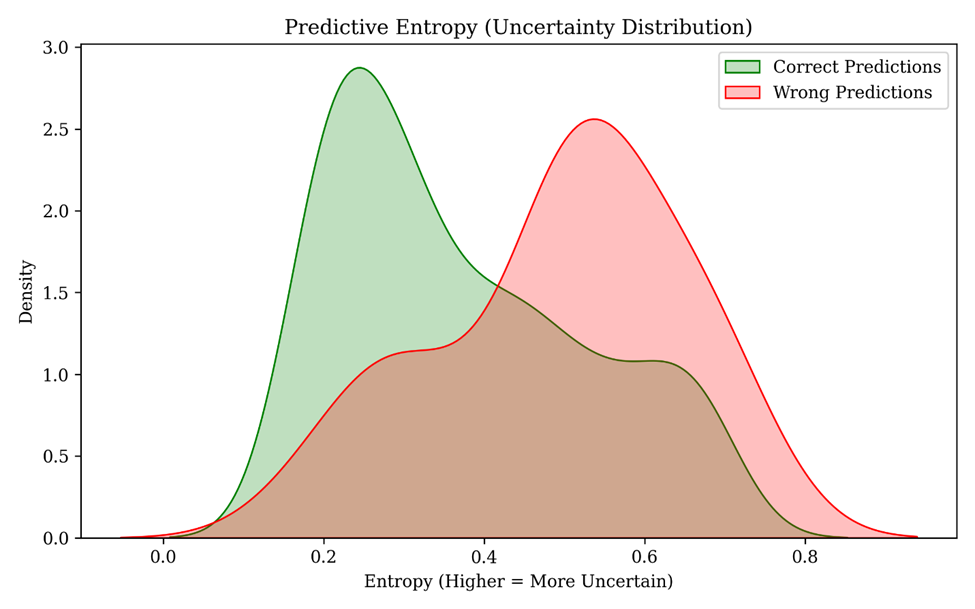 Predictive Entropy (Uncertainty Distribution)
Correct Predictions
Wrong Predictions
Density
3.0
2.5
2.0
1.5
1.0
0.5
0.0
0.0 0.2 0.4 0.6 0.8
Entropy (Higher = More Uncertain)